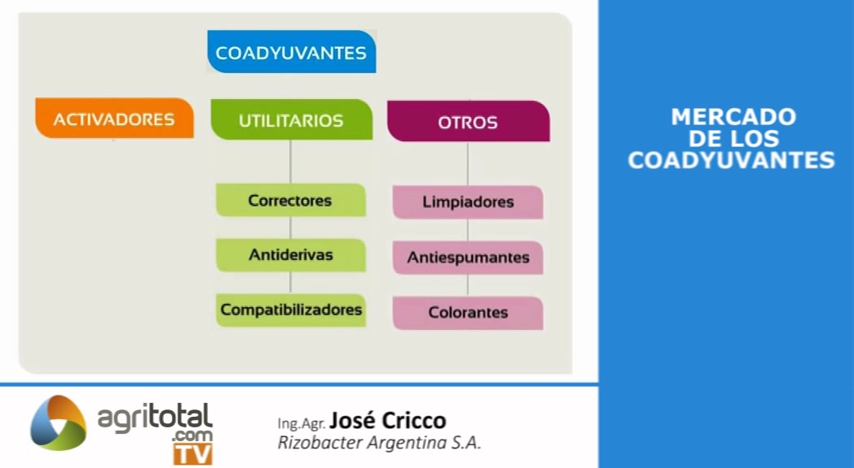 COADYUVANTES
ACTIVADORES
UTILITARIOS
OTROS
Correctores
Limpiadores
Antiderivas
Antiespumantes
Compatibilizadores
Colorantes
MERCADO
DE LOS
COADYUVANTES
agritotal
.com
TV
Ing.Agr. José Cricco
Rizobacter Argentina S.A.